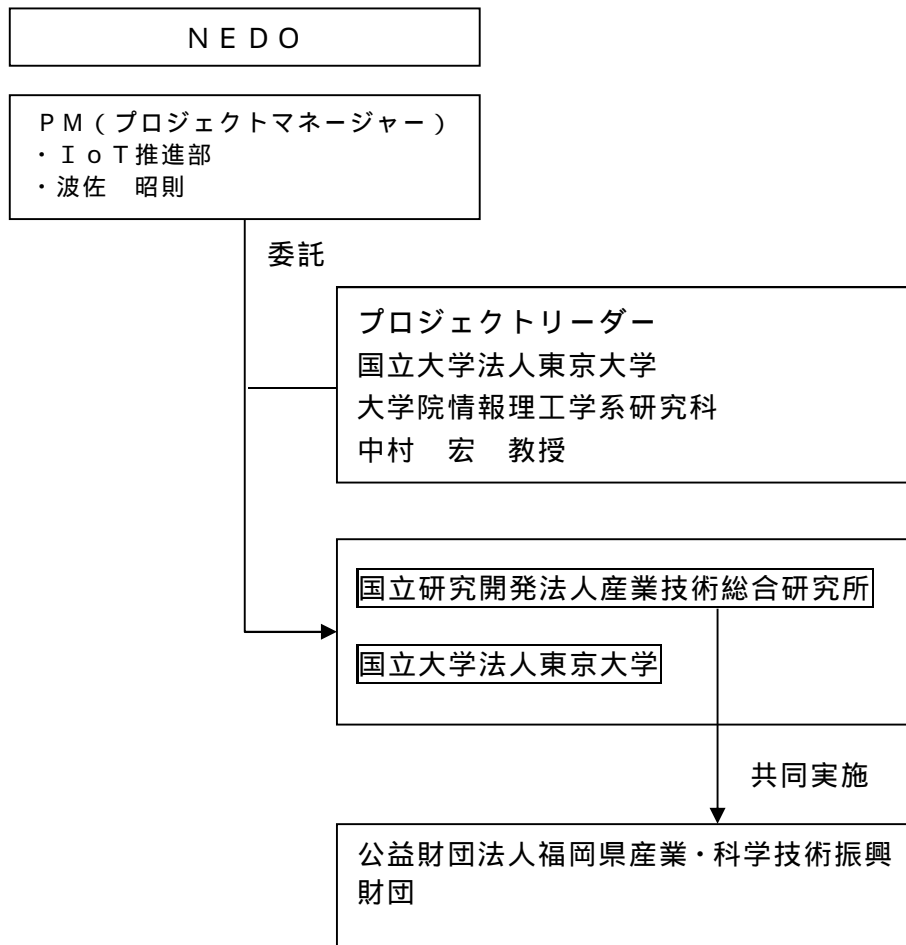 ＮＥＤＯ
ＰＭ（プロジェクトマネージャー）
・ＩｏＴ推進部
・波佐　昭則
委託
プロジェクトリーダー
国立大学法人東京大学
大学院情報理工学系研究科
中村　宏　教授
国立研究開発法人産業技術総合研究所
国立大学法人東京大学
共同実施
公益財団法人福岡県産業・科学技術振興
財団